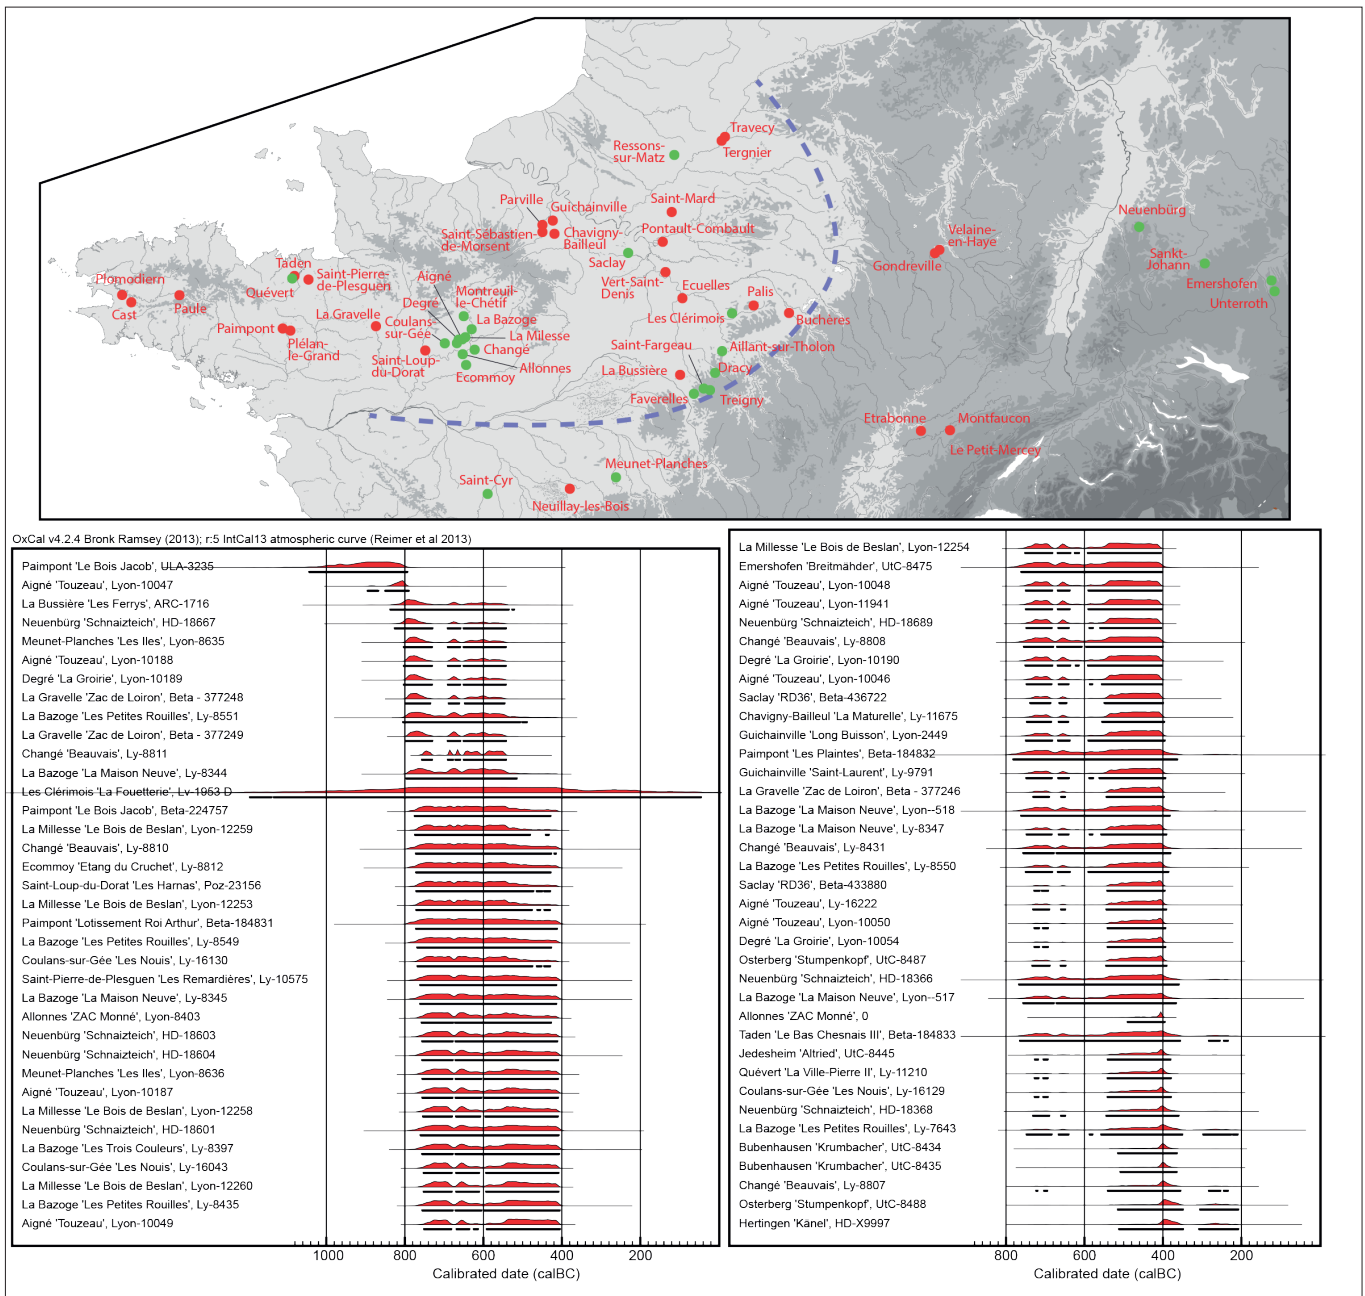 Travecy
Tergnier
Ressons-
sur-Matz
Parville
Guichainville
Saint-Mard
Saint-Sébastien-
de-Morsent
Chavigny-
Bailleul
Pontault-Combault
Saclay
Vert-Saint-
Denis
Ecuelles
Palis
Les Clérimois
Buchères
Velaine-
en-Haye
Gondreville
Neuenbürg
Sankt-
Johann
Emershofen
Unterroth
Plomodiern
Cast
Paule
Taden
Quévert
Saint-Pierre-
de-Plesguen
Paimpont
Plélan-
le-Grand
La Gravelle
Aigné
Degré
Montreuil-
le-Chétif
Coulans-
sur-Gée
La Bazoge
La Milesse
Changé
Saint-Loup-
du-Dorat
Allonnes
Ecommoy
Saint-Fargeau
Aillant-sur-Tholon
La Bussière
Dracy
Faverelles
Treigny
Etrabonne
Montfaucon
Le Petit-Mercey
Meunet-Planches
Saint-Cyr
Neuillay-les-Bois
OxCal v4.2.4 Bronk Ramsey (2013); r:5 IntCal13 atmospheric curve (Reimer et al 2013)
Paimpont 'Le Bois Jacob', ULA-3235
Aigné 'Touzeau', Lyon-10047
La Bussière 'Les Ferrys', ARC-1716
Neuenbürg 'Schnaizteich', HD-18667
Meunet-Planches 'Les Iles', Lyon-8635
Aigné 'Touzeau', Lyon-10188
Degré 'La Groirie', Lyon-10189
La Gravelle 'Zac de Loiron', Beta - 377248
La Bazoge 'Les Petites Rouilles', Ly-8551
La Gravelle 'Zac de Loiron', Beta - 377249
Changé 'Beauvais', Ly-8811
La Bazoge 'La Maison Neuve', Ly-8344
Les Clérimois 'La Fouetterie', Lv-1963 D
Paimpont 'Le Bois Jacob', Beta-224757
La Millesse 'Le Bois de Beslan', Lyon-12259
Changé 'Beauvais', Ly-8810
Ecommoy 'Etang du Cruchet', Ly-8812
Saint-Loup-du-Dorat 'Les Harnas', Poz-23156
La Millesse 'Le Bois de Beslan', Lyon-12253
Paimpont 'Lotissement Roi Arthur', Beta-184831
La Bazoge 'Les Petites Rouilles', Ly-8549
Coulans-sur-Gée 'Les Nouis', Ly-16130
Saint-Pierre-de-Plesguen 'Les Remardières', Ly-10575
La Bazoge 'La Maison Neuve', Ly-8345
Allonnes 'ZAC Monné', Lyon-8403
Neuenbürg 'Schnaizteich', HD-18603
Neuenbürg 'Schnaizteich', HD-18604
Meunet-Planches 'Les Iles', Lyon-8636
Aigné 'Touzeau', Lyon-10187
La Millesse 'Le Bois de Beslan', Lyon-12258
Neuenbürg 'Schnaizteich', HD-18601
La Bazoge 'Les Trois Couleurs', Ly-8397
Coulans-sur-Gée 'Les Nouis', Ly-16043
La Millesse 'Le Bois de Beslan', Lyon-12260
La Bazoge 'Les Petites Rouilles', Ly-8435
Aigné 'Touzeau', Lyon-10049
1000 800 600 400 200
Calibrated date (calBC)
La Millesse 'Le Bois de Beslan', Lyon-12254
Emershofen 'Breitmähder', UtC-8475
Aigné 'Touzeau', Lyon-10048
Aigné 'Touzeau', Lyon-11941
Neuenbürg 'Schnaizteich', HD-18689
Changé 'Beauvais', Ly-8808
Degré 'La Groirie', Lyon-10190
Aigné 'Touzeau', Lyon-10046
Saclay 'RD36', Beta-436722
Chavigny-Bailleul 'La Maturelle', Ly-11675
Guichainville 'Long Buisson', Lyon-2449
Paimpont 'Les Plaintes', Beta-184832
Guichainville 'Saint-Laurent', Ly-9791
La Gravelle 'Zac de Loiron', Beta - 377246
La Bazoge 'La Maison Neuve', Lyon--518
La Bazoge 'La Maison Neuve', Ly-8347
Changé 'Beauvais', Ly-8431
La Bazoge 'Les Petites Rouilles', Ly-8550
Saclay 'RD36', Beta-433880
Aigné 'Touzeau', Ly-16222
Aigné 'Touzeau', Lyon-10050
Degré 'La Groirie', Lyon-10054
Osterberg 'Stumpenkopf', UtC-8487
Neuenbürg 'Schnaizteich', HD-18366
La Bazoge 'La Maison Neuve', Lyon--517
Allonnes 'ZAC Monné', 0
Taden 'Le Bas Chesnais III', Beta-184833
Jedesheim 'Altried', UtC-8445
Quévert 'La Ville-Pierre II', Ly-11210
Coulans-sur-Gée 'Les Nouis', Ly-16129
Neuenbürg 'Schnaizteich', HD-18368
La Bazoge 'Les Petites Rouilles', Ly-7643
Bubenhausen 'Krumbacher', UtC-8434
Bubenhausen 'Krumbacher', UtC-8435
Changé 'Beauvais', Ly-8807
Osterberg 'Stumpenkopf', UtC-8488
Hertingen 'Känel', HD-X9997
800 600 400 200
Calibrated date (calBC)